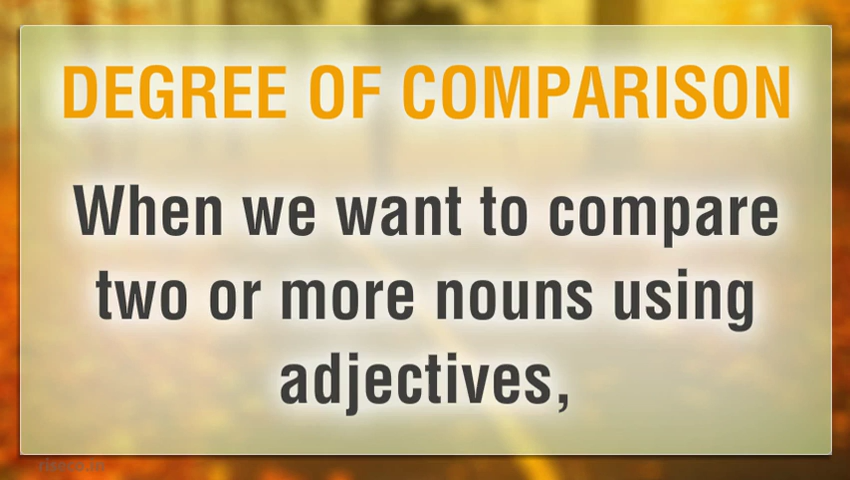 DEGREE OF COMPARISON
When we want to compare
two or more nouns using
adjectives,